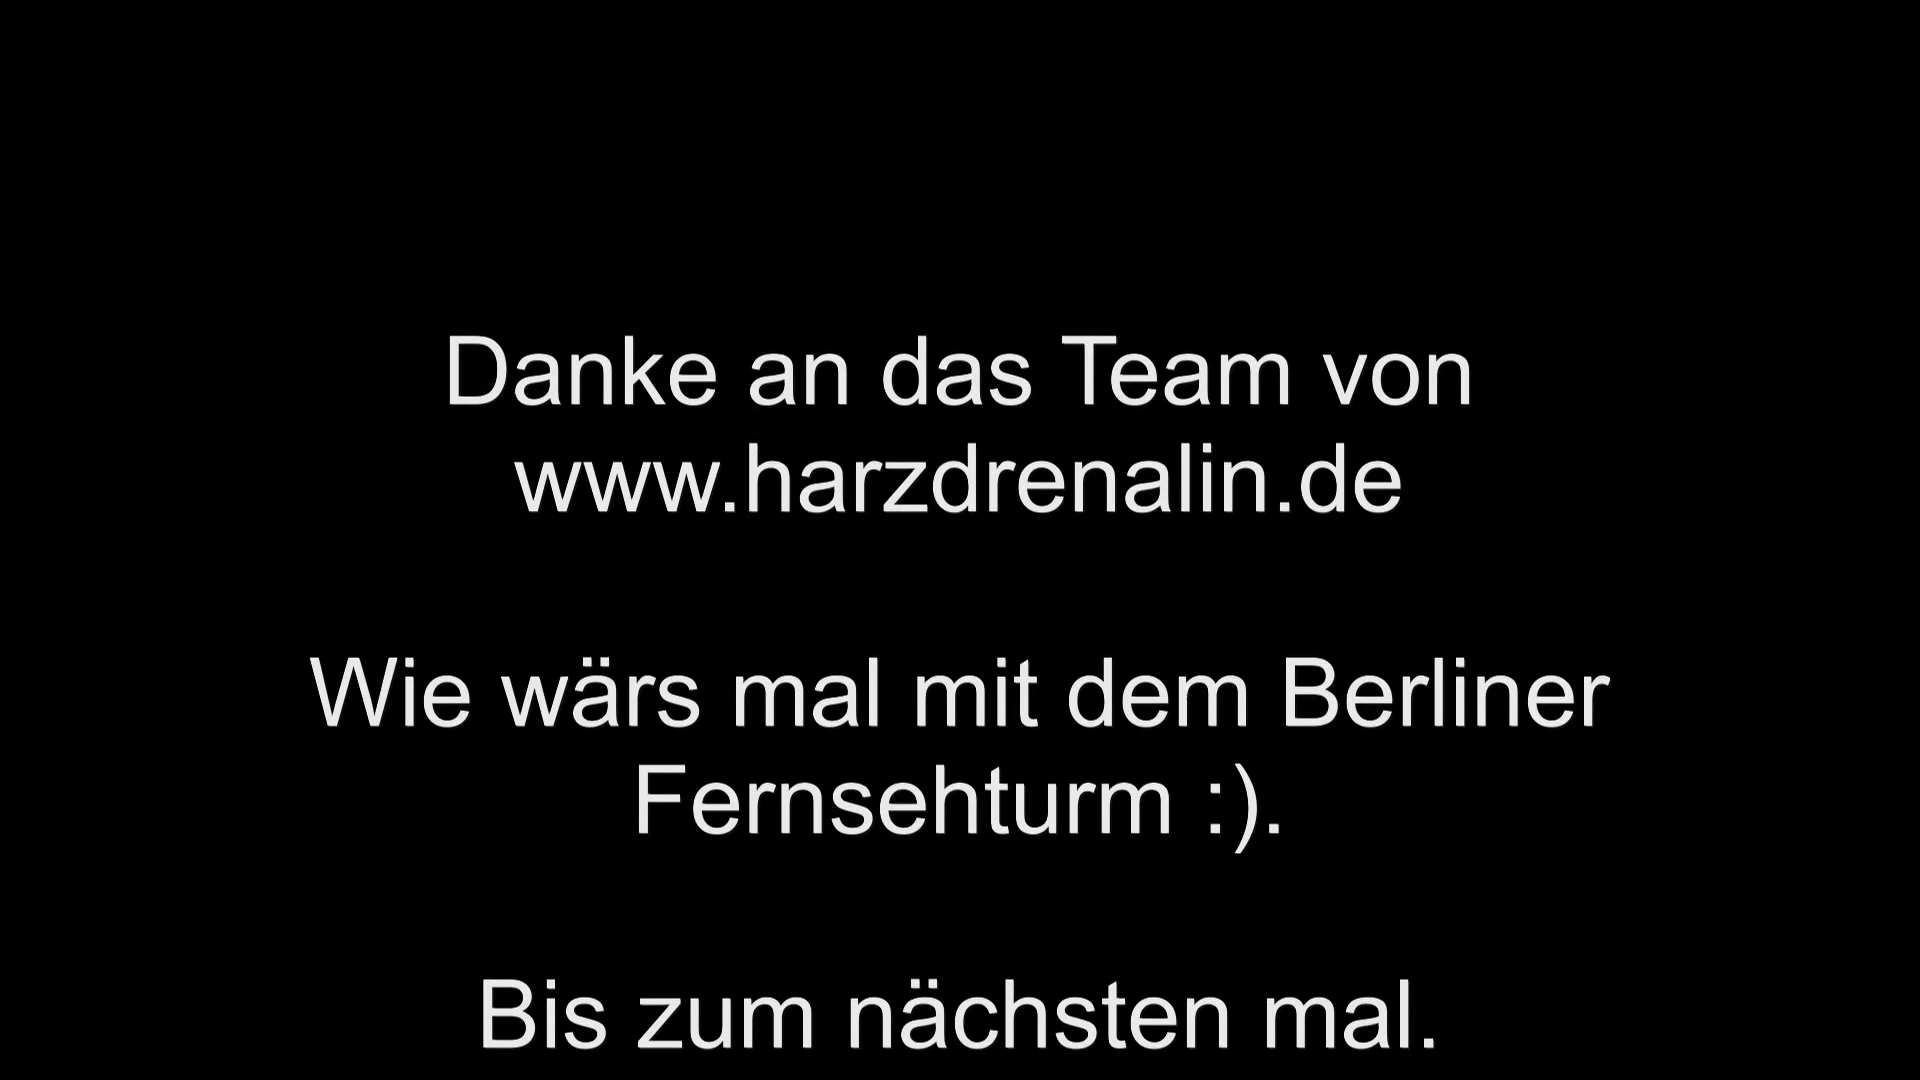 Danke an das Team von
www.harzdrenalin.de
Wie wärs mal mit dem Berliner
Fernsehturm :).
Bis zum nächsten mal.